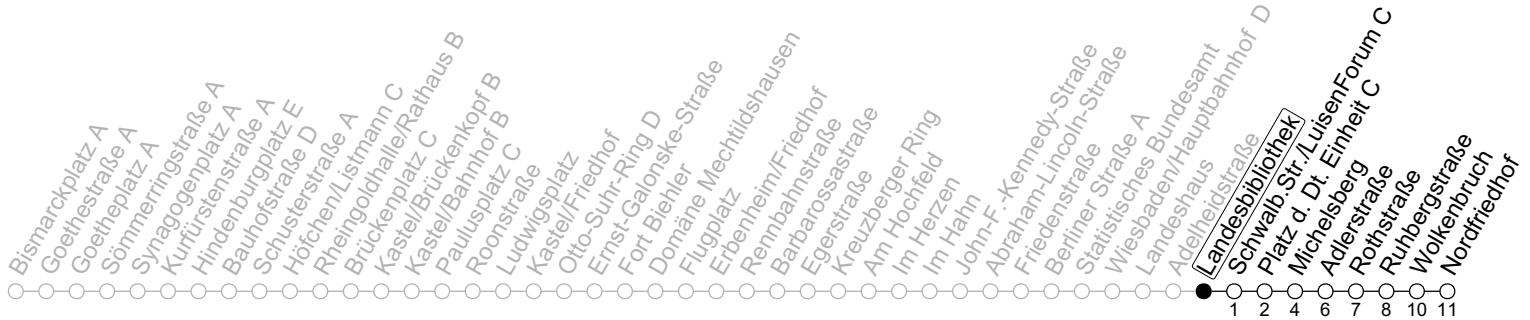 Bismarckplatz A
Goethestraße A
Goetheplatz A
Sömmerringstraße A
Synagogenplatz A
Kurfürstenstraße A
Hindenburgplatz E
Bauhofstraße D
Schusterstraße A
Höfchen/Listmann C
Rheingoldhalle/Rathaus B
Brückenplatz C
Kastel/Brückenkopf B
Kastel/Bahnhof B
Paulusplatz C
Roonstraße
Ludwigsplatz
Kastel/Friedhof
Otto-Suhr-Ring D
Ernst-Galonske-Straße
Fort Biehler
Domäne Mechtildshausen
Flugplatz
Erbenheim/Friedhof
Rennbahnstraße
Barbarossastraße
Egerstraße
Kreuzberger Ring
Am Hochfeld
Im Herzen
Im Hahn
John-F.-Kennedy-Straße
Abraham-Lincoln-Straße
Friedenstraße
Berliner Straße A
Statistisches Bundesamt
Wiesbaden/Hauptbahnhof D
Landeshaus
Adelheidstraße
Landesbibliothek
Schwalb.Str./LuisenForum C
Platz d. Dt. Einheit C
Michelsberg
Adlerstraße
Rothstraße
Ruhbergstraße
Wolkenbruch
Nordfriedhof
1 2 4 6 7 8 10 11